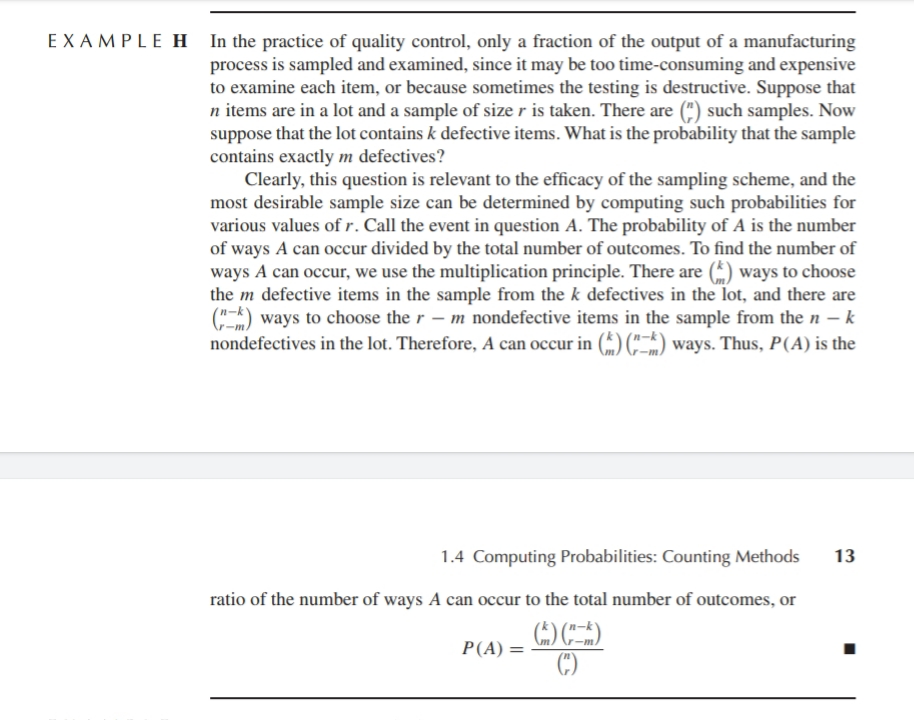 EXAMPLE H In the practice of quality control, only a fraction of the output of a manufacturing
process is sampled and examined, since it may be too time-consuming and expensive
to examine each item, or because sometimes the testing is destructive. Suppose that
n items are in a lot and a sample of size r is taken. There are (n r) such samples. Now
suppose that the lot contains k defective items. What is the probability that the sample
contains exactly m defectives?
Clearly, this question is relevant to the efficacy of the sampling scheme, and the
most desirable sample size can be determined by computing such probabilities for
various values of r. Call the event in question A. The probability of A is the number
of ways A can occur divided by the total number of outcomes. To find the number of
ways A can occur, we use the multiplication principle. There are (k m) ways to choose
the m defective items in the sample from the k defectives in the lot, and there are
(n−k r−m) ways to choose the r − m nondefective items in the sample from the n − k
nondefectives in the lot. Therefore, A can occur in (k m)(n−k r−m) ways. Thus, P(A) is the
1.4 Computing Probabilities: Counting Methods 13
ratio of the number of ways A can occur to the total number of outcomes, or
P(A) = (k m)(n−k r−m) / (n r) ■